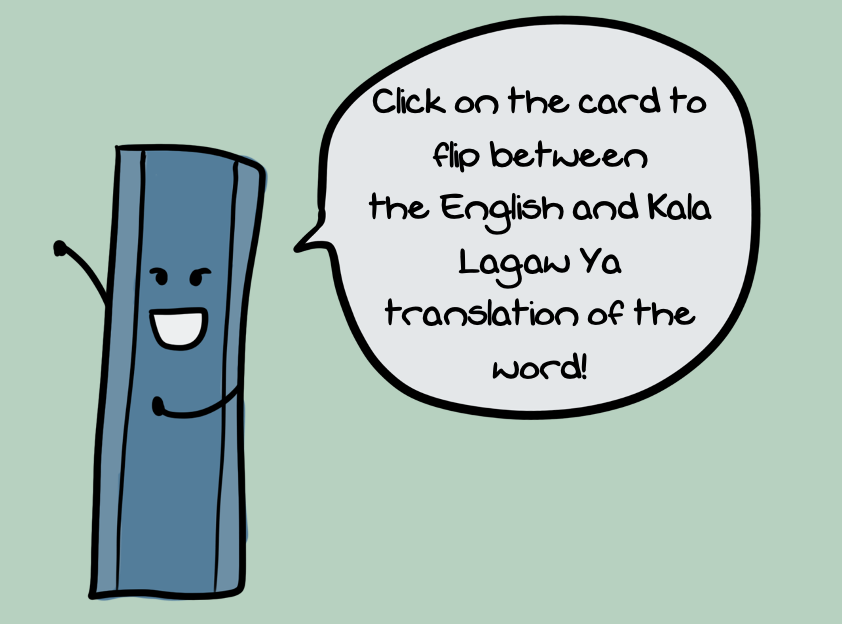 Click on the card to
flip between
the English and Kala
Lagaw Ya
translation of the
word!